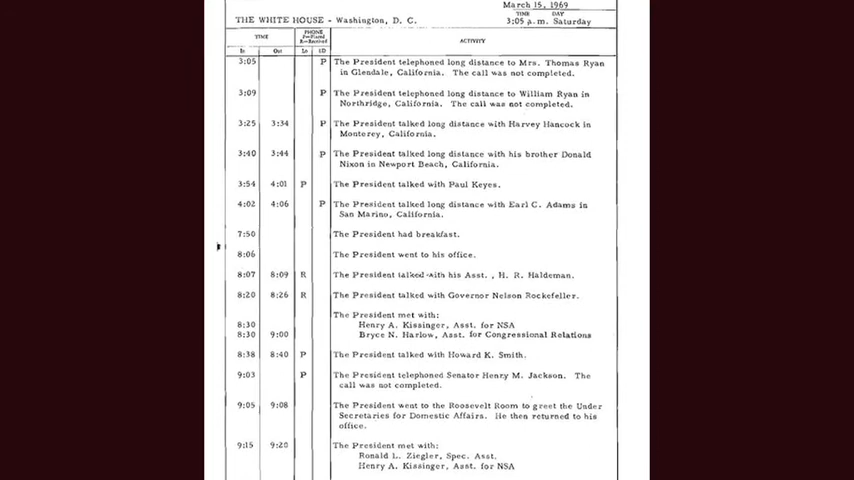 March 15, 1969
THE WHITE HOUSE - Washington, D. C.
TIME DAY
3:05 a.m. Saturday
TIME
PHONE
P=Placed
R=Received
ACTIVITY
In Out Lo LD
3:05 P The President telephoned long distance to Mrs. Thomas Ryan
in Glendale, California. The call was not completed.
3:09 P The President telephoned long distance to William Ryan in
Northridge, California. The call was not completed.
3:25 3:34 P The President talked long distance with Harvey Hancock in
Monterey, California.
3:40 3:44 P The President talked long distance with his brother Donald
Nixon in Newport Beach, California.
3:54 4:01 P The President talked with Paul Keyes.
4:02 4:06 P The President talked long distance with Earl C. Adams in
San Marino, California.
7:50 The President had breakfast.
8:06 The President went to his office.
8:07 8:09 R The President talked with his Asst., H. R. Haldeman.
8:20 8:26 R The President talked with Governor Nelson Rockefeller.
The President met with:
8:30 Henry A. Kissinger, Asst. for NSA
8:30 9:00 Bryce N. Harlow, Asst. for Congressional Relations
8:38 8:40 P The President talked with Howard K. Smith.
9:03 P The President telephoned Senator Henry M. Jackson. The
call was not completed.
9:05 9:08 The President went to the Roosevelt Room to greet the Under
Secretaries for Domestic Affairs. He then returned to his
office.
9:15 9:20 The President met with:
Ronald L. Ziegler, Spec. Asst.
Henry A. Kissinger, Asst. for NSA